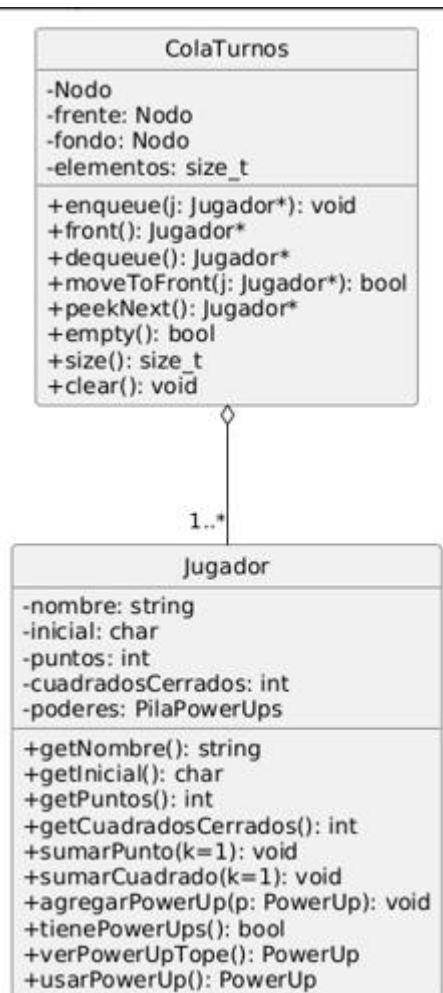 ColaTurnos
-Nodo
-frente: Nodo
-fondo: Nodo
-elementos: size_t
+enqueue(j: Jugador*): void
+front(): Jugador*
+dequeue(): Jugador*
+moveToFront(j: Jugador*): bool
+peekNext(): Jugador*
+empty(): bool
+size(): size_t
+clear(): void
1..*
Jugador
-nombre: string
-inicial: char
-puntos: int
-cuadradosCerrados: int
-poderes: PilaPowerUps
+getNombre(): string
+getInicial(): char
+getPuntos(): int
+getCuadradosCerrados(): int
+sumarPunto(k=1): void
+sumarCuadrado(k=1): void
+agregarPowerUp(p: PowerUp): void
+tienePowerUps(): bool
+verPowerUpTope(): PowerUp
+usarPowerUp(): PowerUp